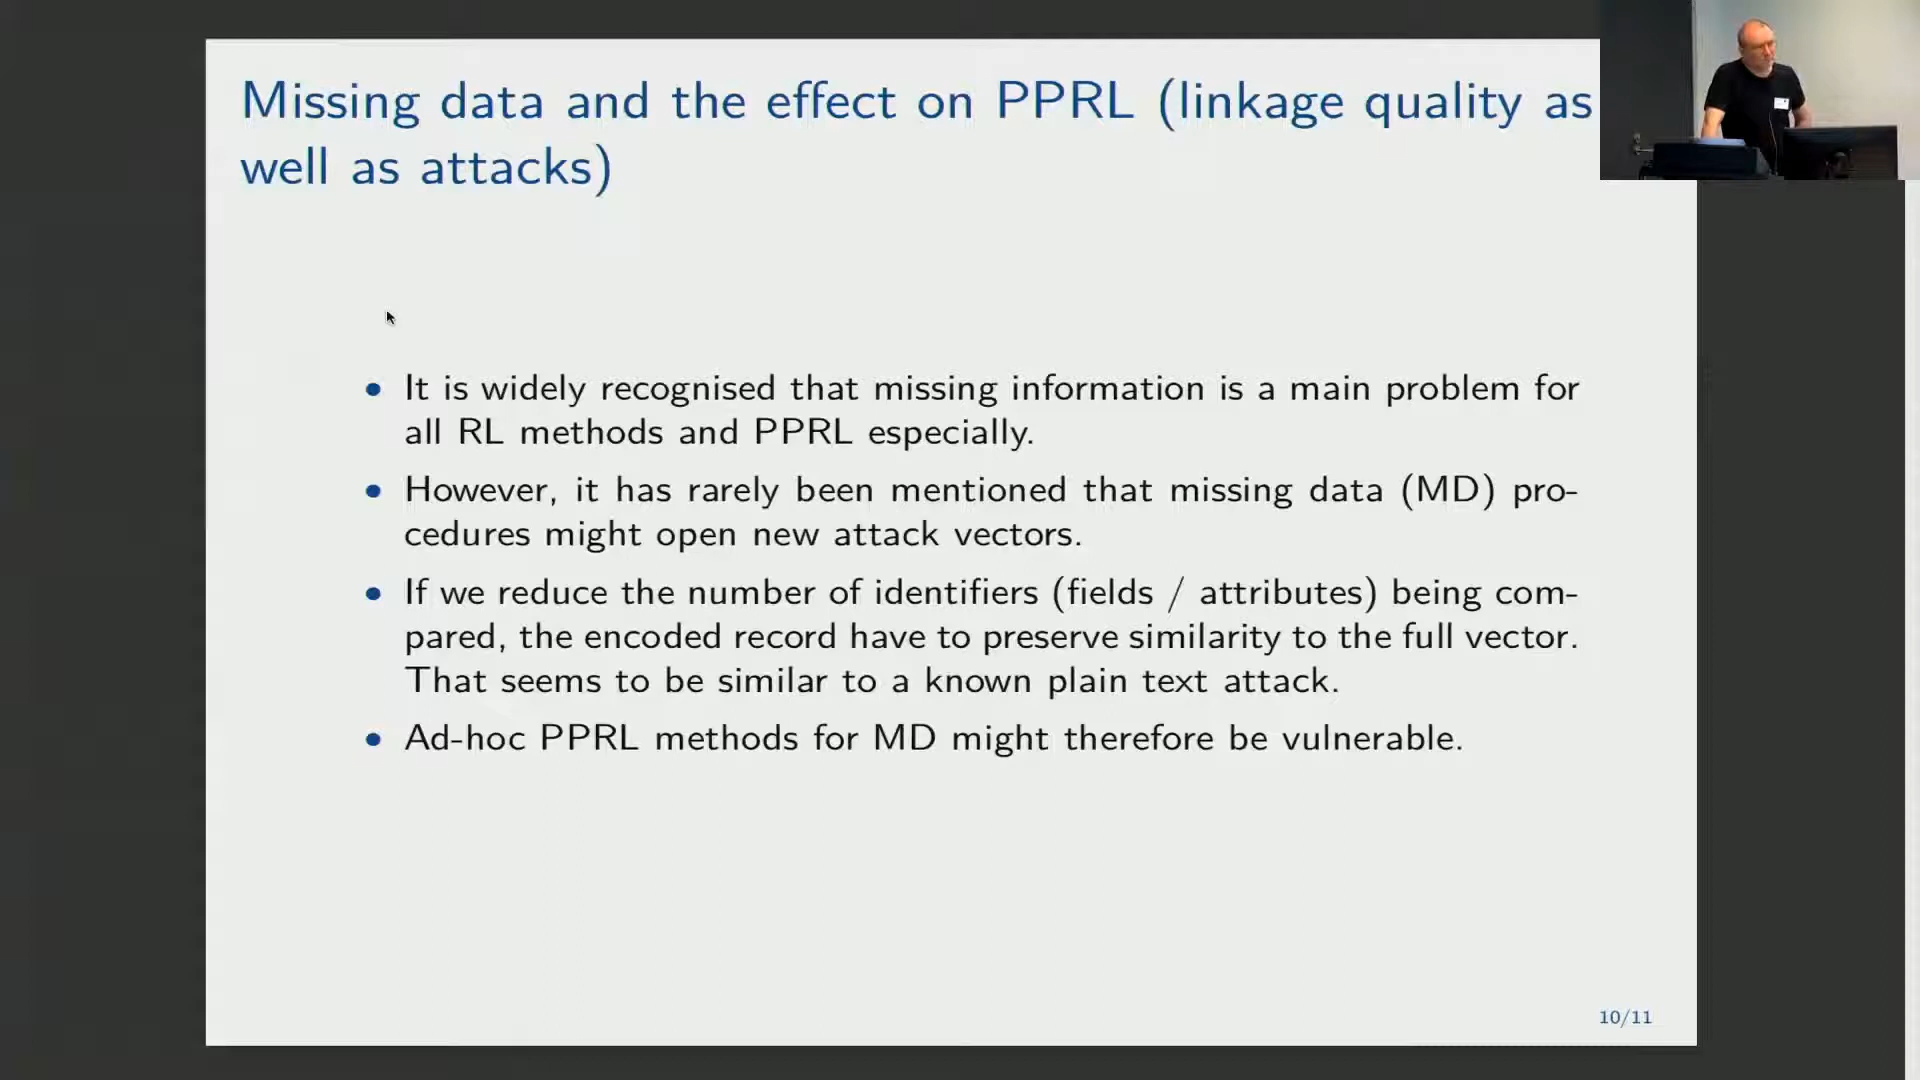 Missing data and the effect on PPRL (linkage quality as
well as attacks)
It is widely recognised that missing information is a main problem for
all RL methods and PPRL especially.
However, it has rarely been mentioned that missing data (MD) pro-
cedures might open new attack vectors.
If we reduce the number of identifiers (fields / attributes) being com-
pared, the encoded record have to preserve similarity to the full vector.
That seems to be similar to a known plain text attack.
Ad-hoc PPRL methods for MD might therefore be vulnerable.
10/11